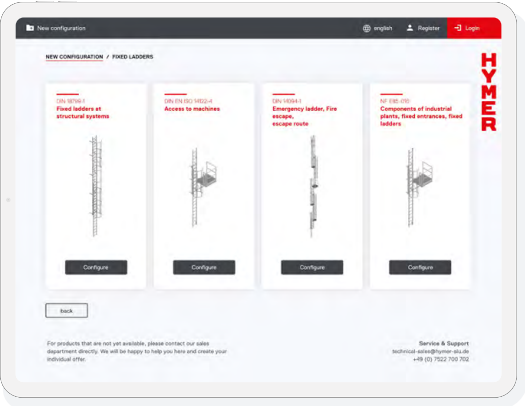 New configuration
english
Register
Login
NEW CONFIGURATION / FIXED LADDERS
HYMER
DIN 18799-1
Fixed ladders at
structural systems
Configure
DIN EN ISO 14122-4
Access to machines
Configure
DIN 14094-1
Emergency ladder, Fire
escape,
escape route
Configure
NF E85-016
Components of industrial
plants, fixed entrances, fixed
ladders
Configure
back
For products that are not yet available, please contact our sales
department directly. We will be happy to help you here and create your
individual offer.
Service & Support
technical-sales@hymer-alu.de
+49 (0) 7522 700 702